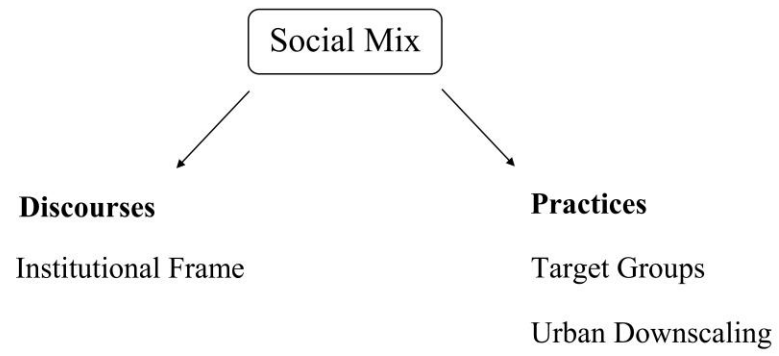 Social Mix
Discourses
Institutional Frame
Practices
Target Groups
Urban Downscaling